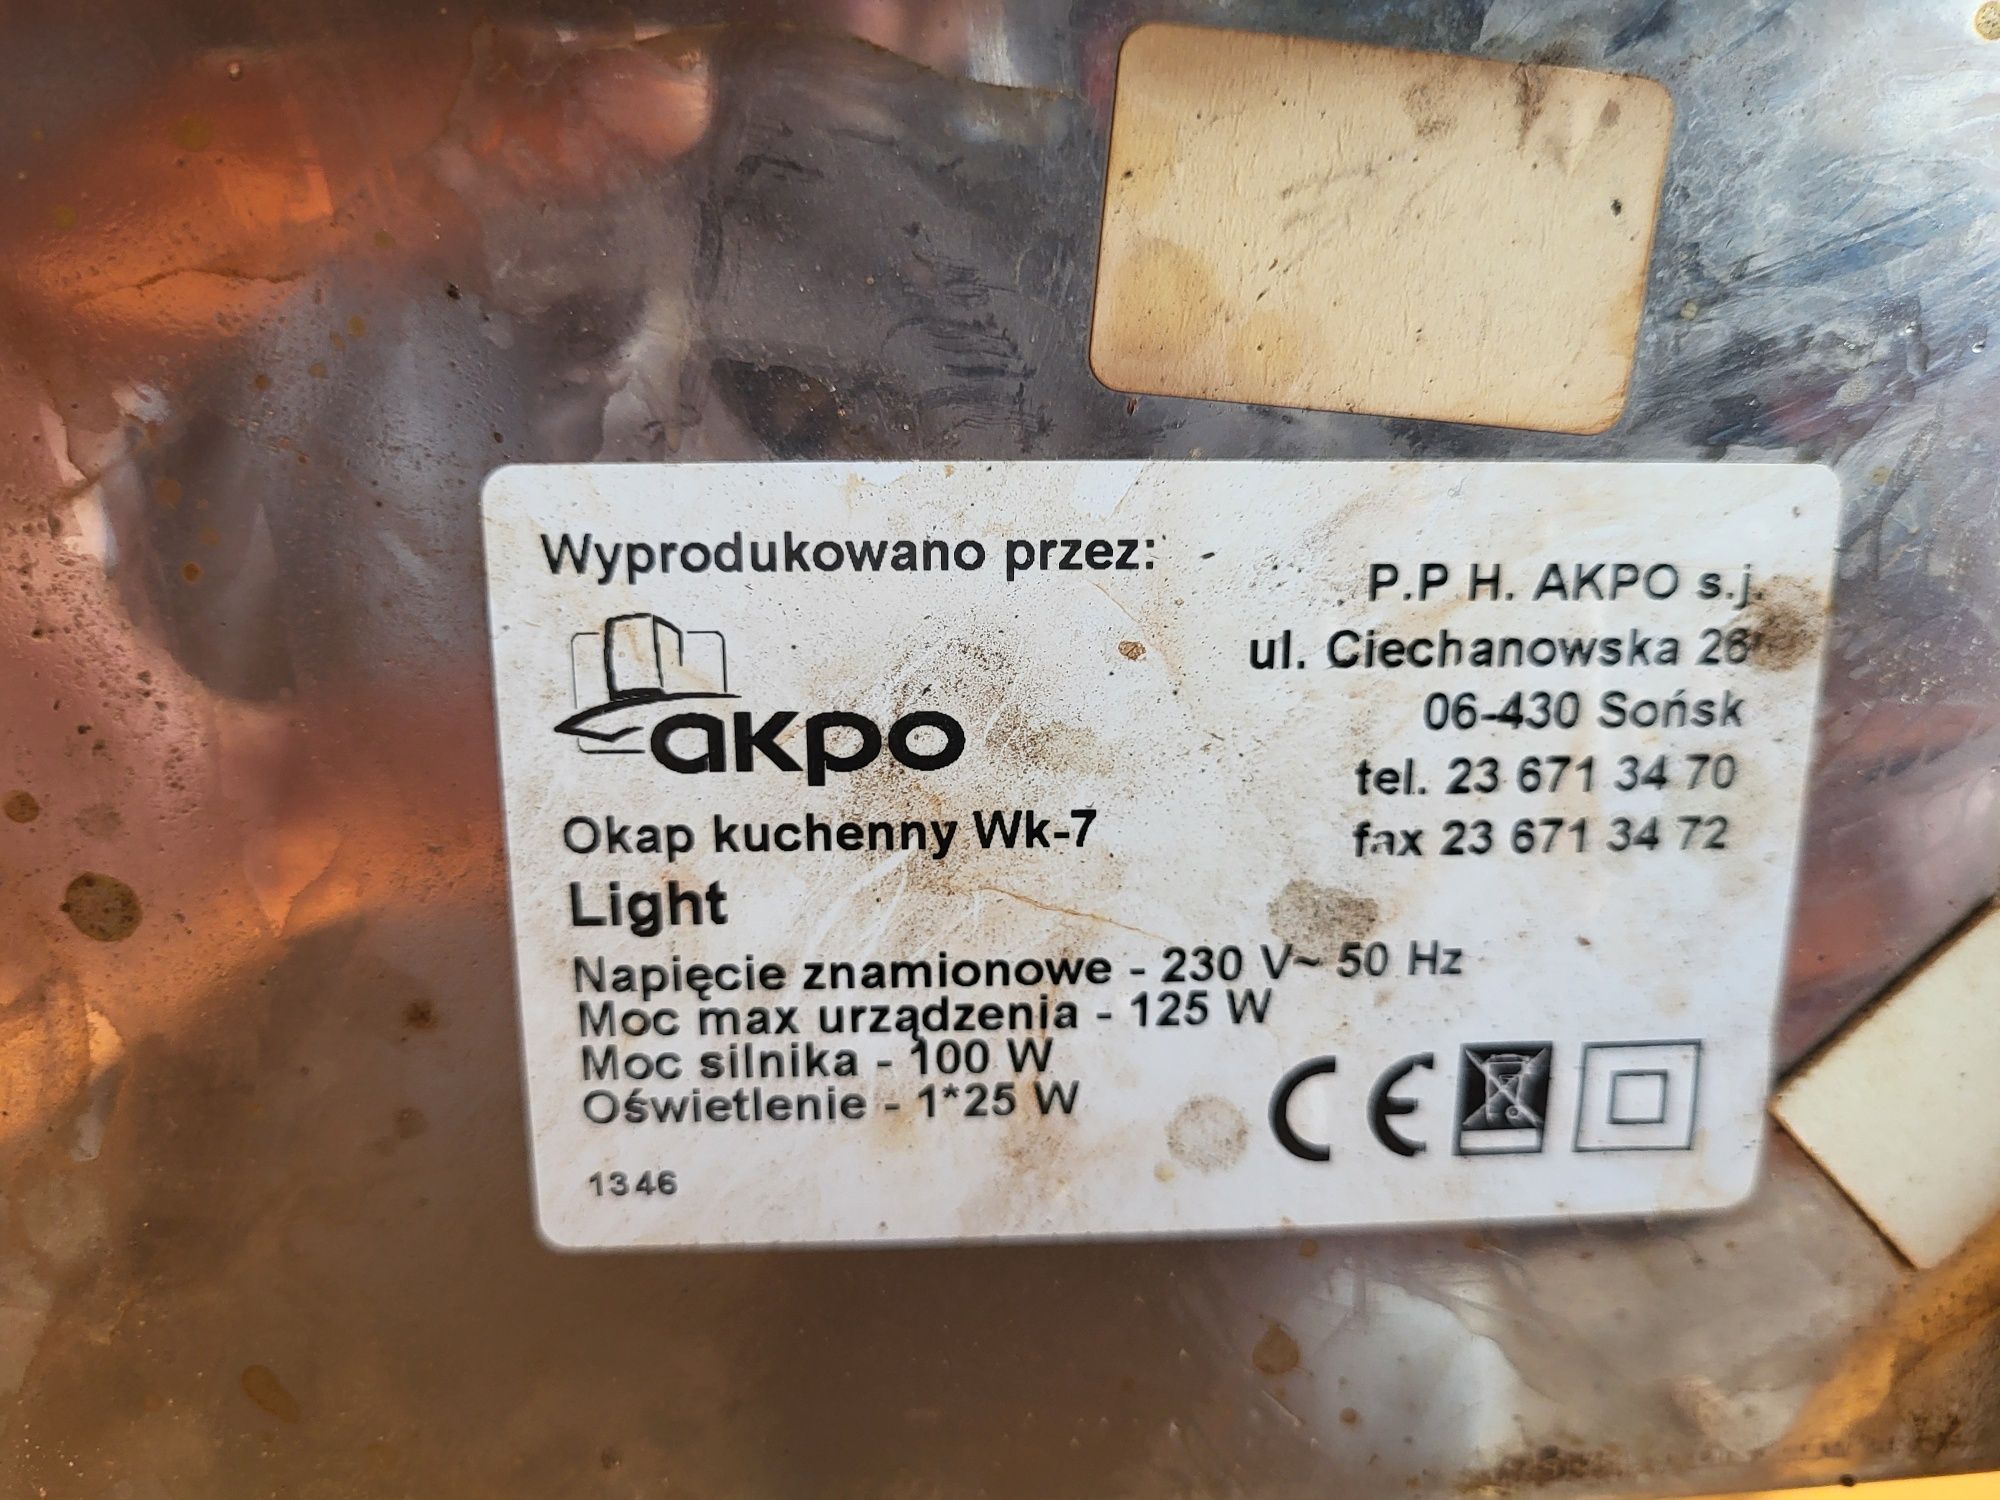 Wyprodukowano przez:
akpo
Okap kuchenny Wk-7
Light
P.P H. AKPO s.j.
ul. Ciechanowska 26
06-430 Sońsk
tel. 23 671 34 70
fax 23 671 34 72
Napięcie znamionowe - 230 V~ 50 Hz
Moc max urządzenia - 125 W
Moc silnika - 100 W
Oświetlenie - 1*25 W
CE
1346